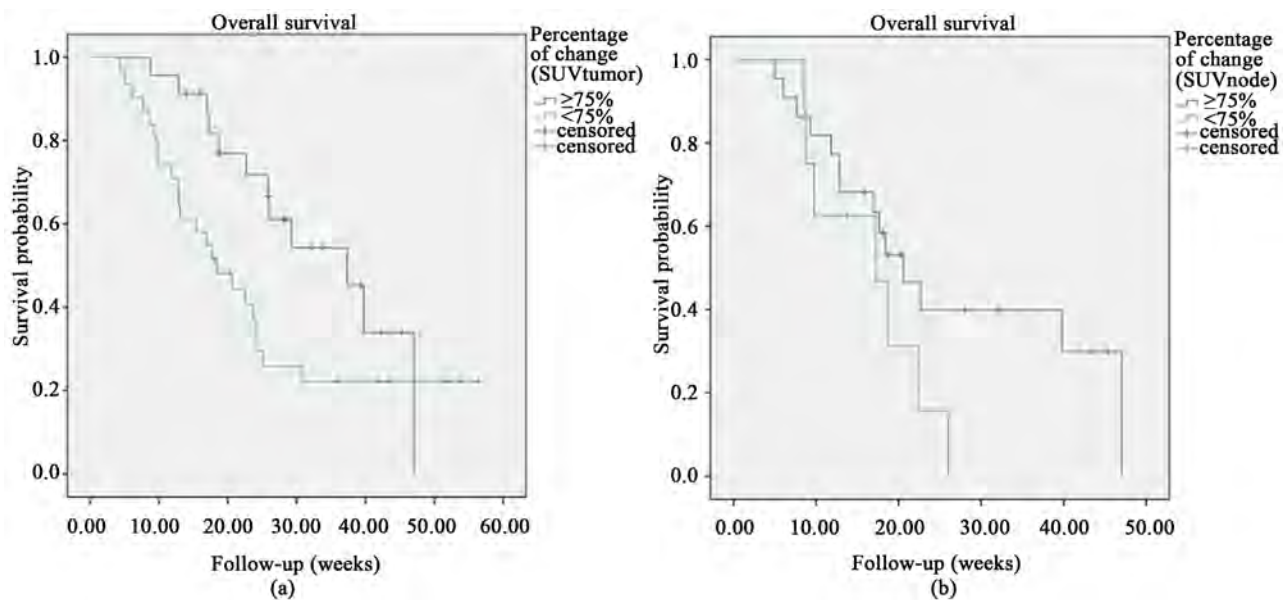 Overall survival
Percentage
of change
(SUVtumor)
≥75%
<75%
censored
censored
1.0
0.8
0.6
0.4
0.2
0.0
Survival probability
0.00 10.00 20.00 30.00 40.00 50.00 60.00
Follow-up (weeks)
(a)
Overall survival
Percentage
of change
(SUVnode)
≥75%
<75%
censored
censored
1.0
0.8
0.6
0.4
0.2
0.0
Survival probability
0.00 10.00 20.00 30.00 40.00 50.00
Follow-up (weeks)
(b)